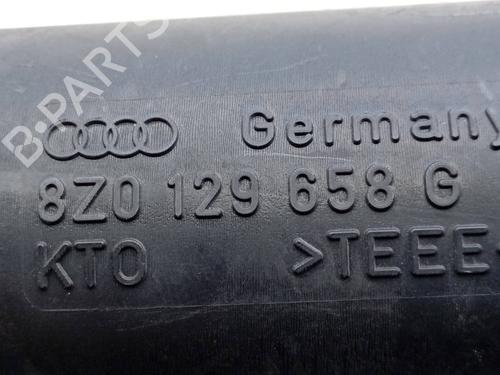 B-PARTS
Germany
8Z0 129 658 G
KTO >TEEE-